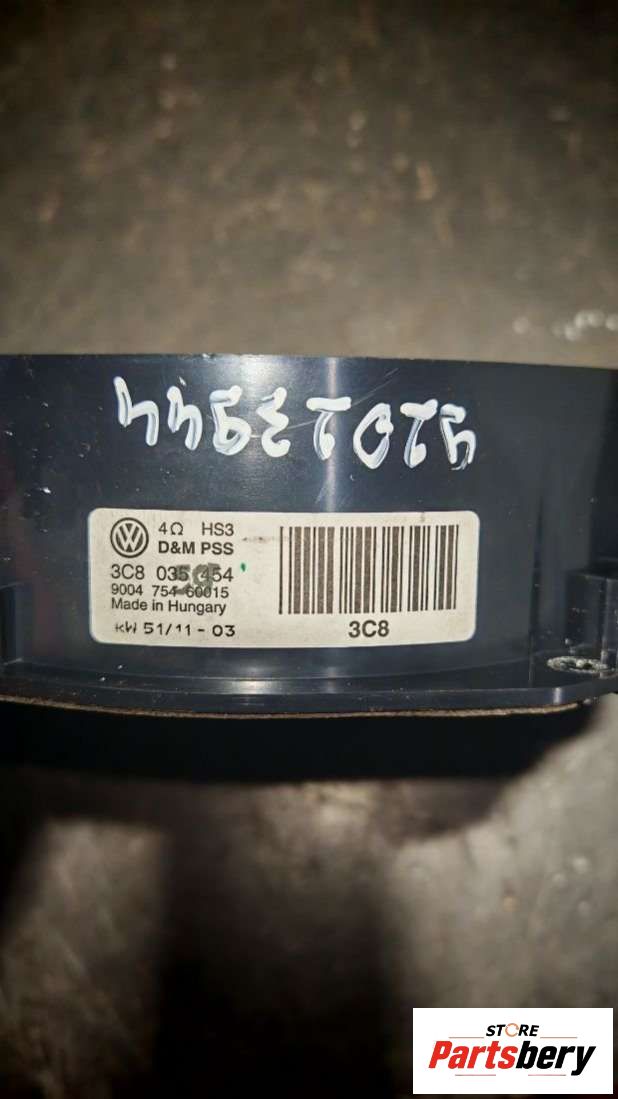 4Ω HS3
D&M PSS
3C8 035 454
9004 754 60015
Made in Hungary
KW 51/11 - 03
3C8
STORE
Partsbery